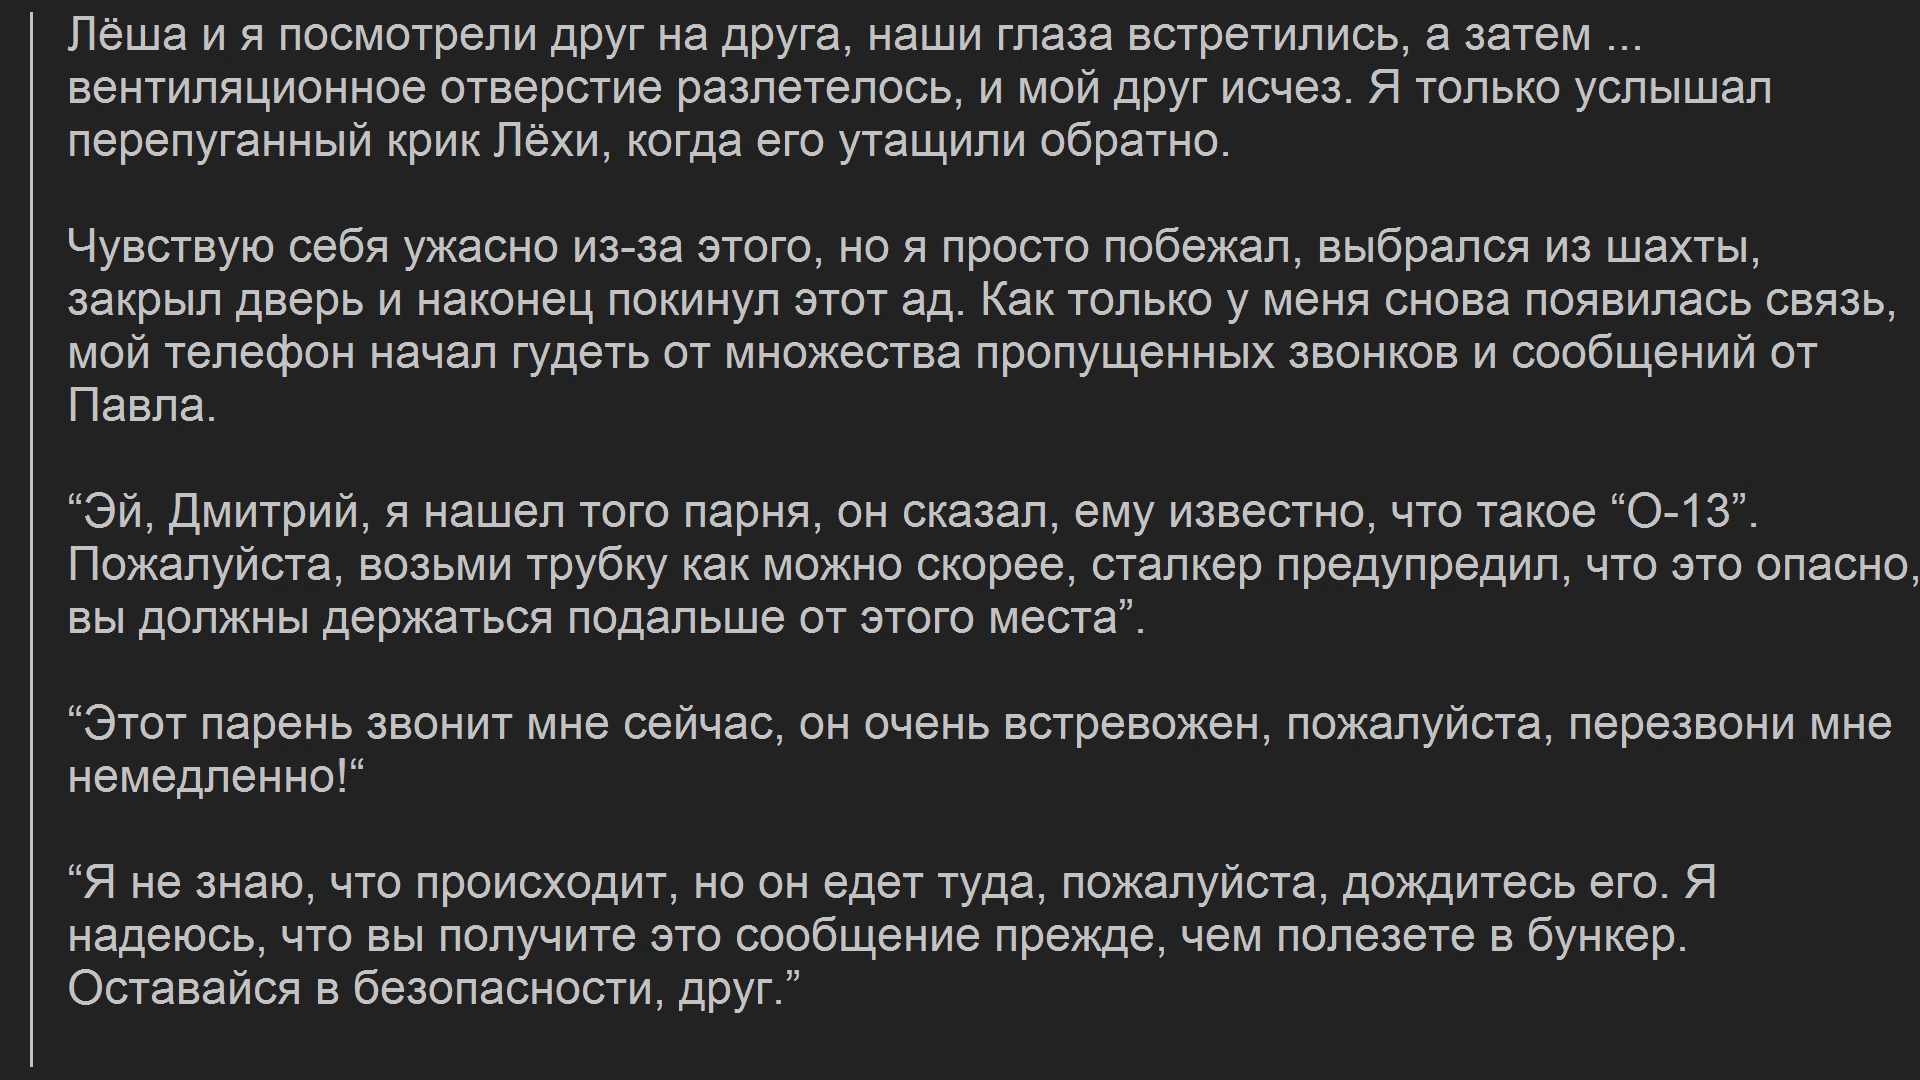 Лёша и я посмотрели друг на друга, наши глаза встретились, а затем ...
вентиляционное отверстие разлетелось, и мой друг исчез. Я только услышал
перепуганный крик Лёхи, когда его утащили обратно.
Чувствую себя ужасно из-за этого, но я просто побежал, выбрался из шахты,
закрыл дверь и наконец покинул этот ад. Как только у меня снова появилась связь,
мой телефон начал гудеть от множества пропущенных звонков и сообщений от
Павла.
“Эй, Дмитрий, я нашел того парня, он сказал, ему известно, что такое “О-13”.
Пожалуйста, возьми трубку как можно скорее, сталкер предупредил, что это опасно,
вы должны держаться подальше от этого места”.
“Этот парень звонит мне сейчас, он очень встревожен, пожалуйста, перезвони мне
немедленно!“
“Я не знаю, что происходит, но он едет туда, пожалуйста, дождитесь его. Я
надеюсь, что вы получите это сообщение прежде, чем полезете в бункер.
Оставайся в безопасности, друг.”